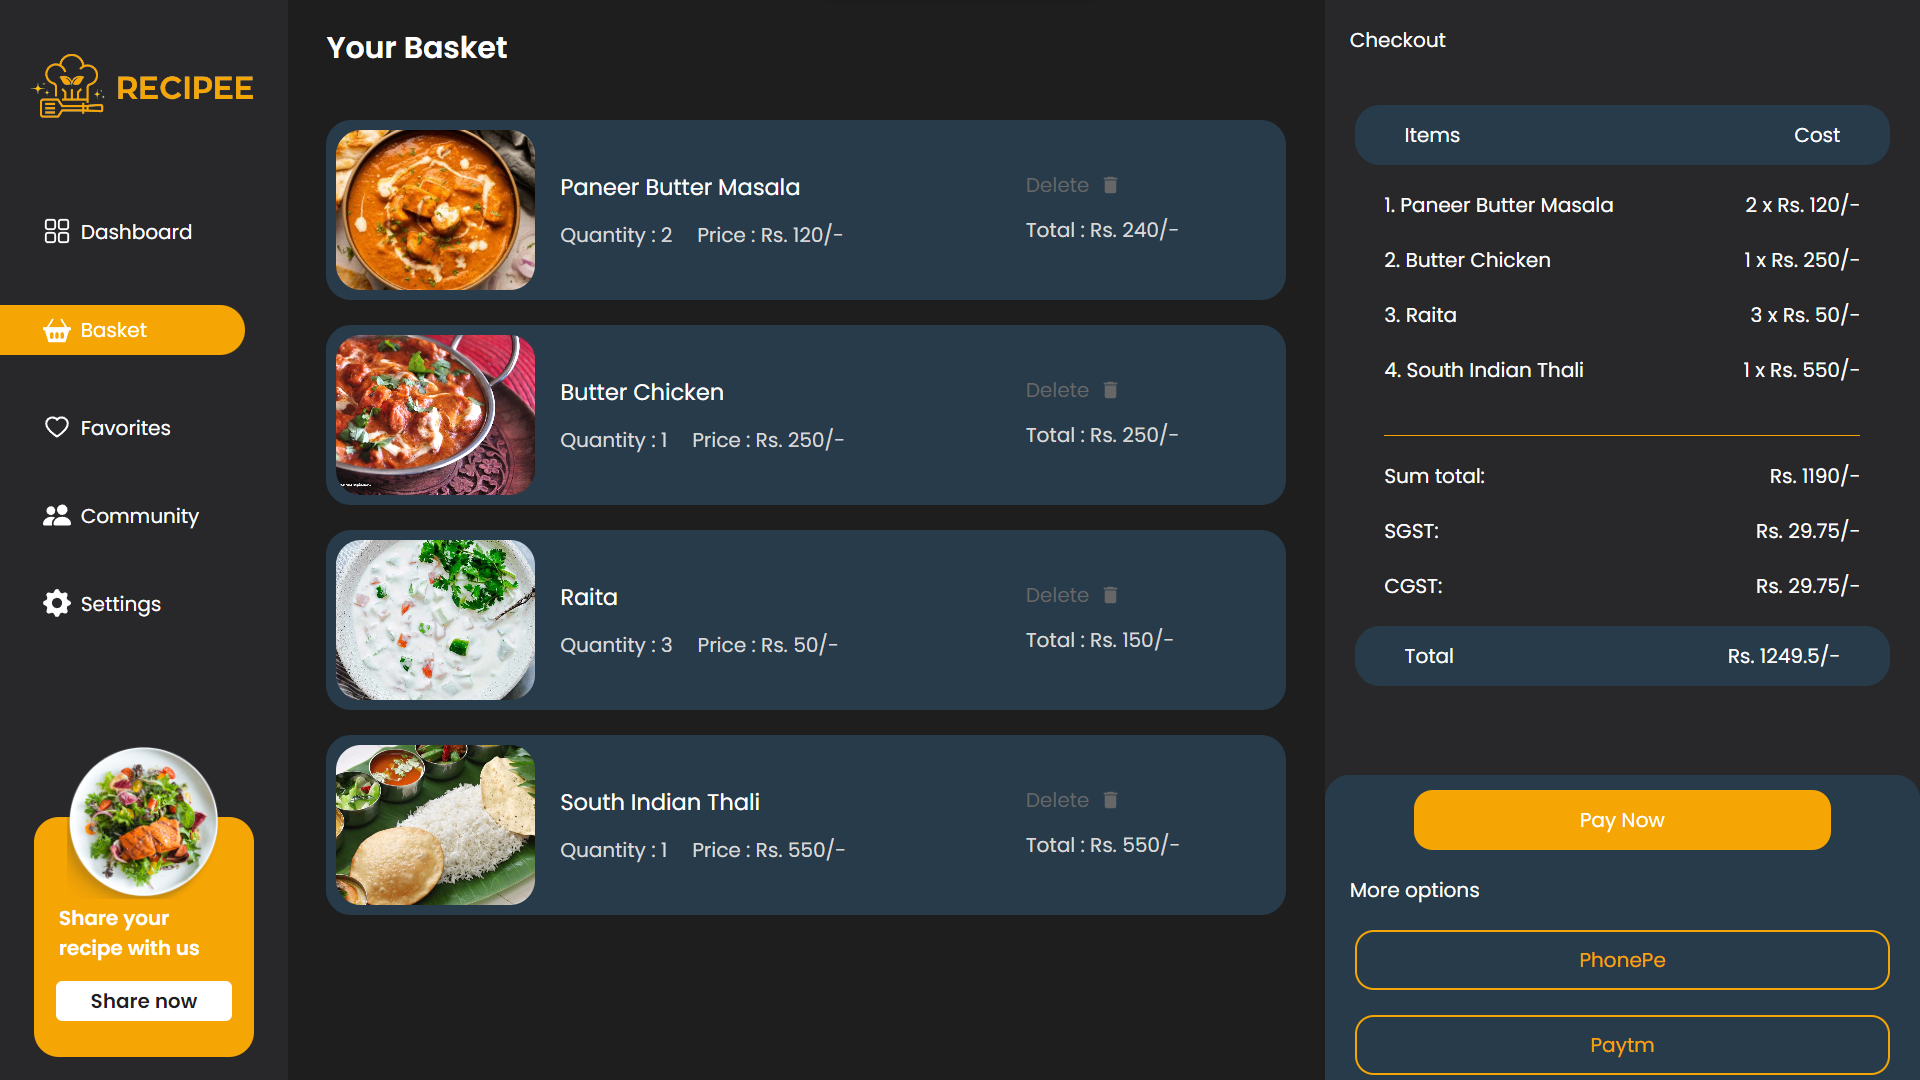 RECIPEE
Dashboard
Basket
Favorites
Community
Settings
Share your
recipe with us
Share now
Your Basket
Paneer Butter Masala
Quantity : 2 Price : Rs. 120/-
Delete
Total : Rs. 240/-
Butter Chicken
Quantity : 1 Price : Rs. 250/-
Delete
Total : Rs. 250/-
Raita
Quantity : 3 Price : Rs. 50/-
Delete
Total : Rs. 150/-
South Indian Thali
Quantity : 1 Price : Rs. 550/-
Delete
Total : Rs. 550/-
Checkout
Items Cost
1. Paneer Butter Masala 2 x Rs. 120/-
2. Butter Chicken 1 x Rs. 250/-
3. Raita 3 x Rs. 50/-
4. South Indian Thali 1 x Rs. 550/-
Sum total: Rs. 1190/-
SGST: Rs. 29.75/-
CGST: Rs. 29.75/-
Total Rs. 1249.5/-
Pay Now
More options
PhonePe
Paytm